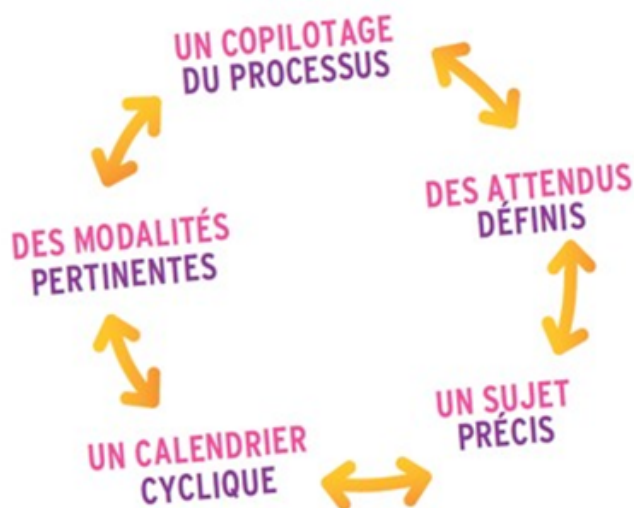 UN COPILOTAGE
DU PROCESSUS
DES ATTENDUS
DÉFINIS
UN SUJET
PRÉCIS
UN CALENDRIER
CYCLIQUE
DES MODALITÉS
PERTINENTES